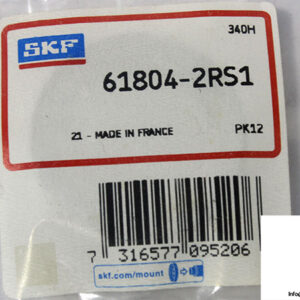 340H
SKF
61804-2RS1
21 - MADE IN FRANCE
PK12
7 316577 095206
skf.com/mount